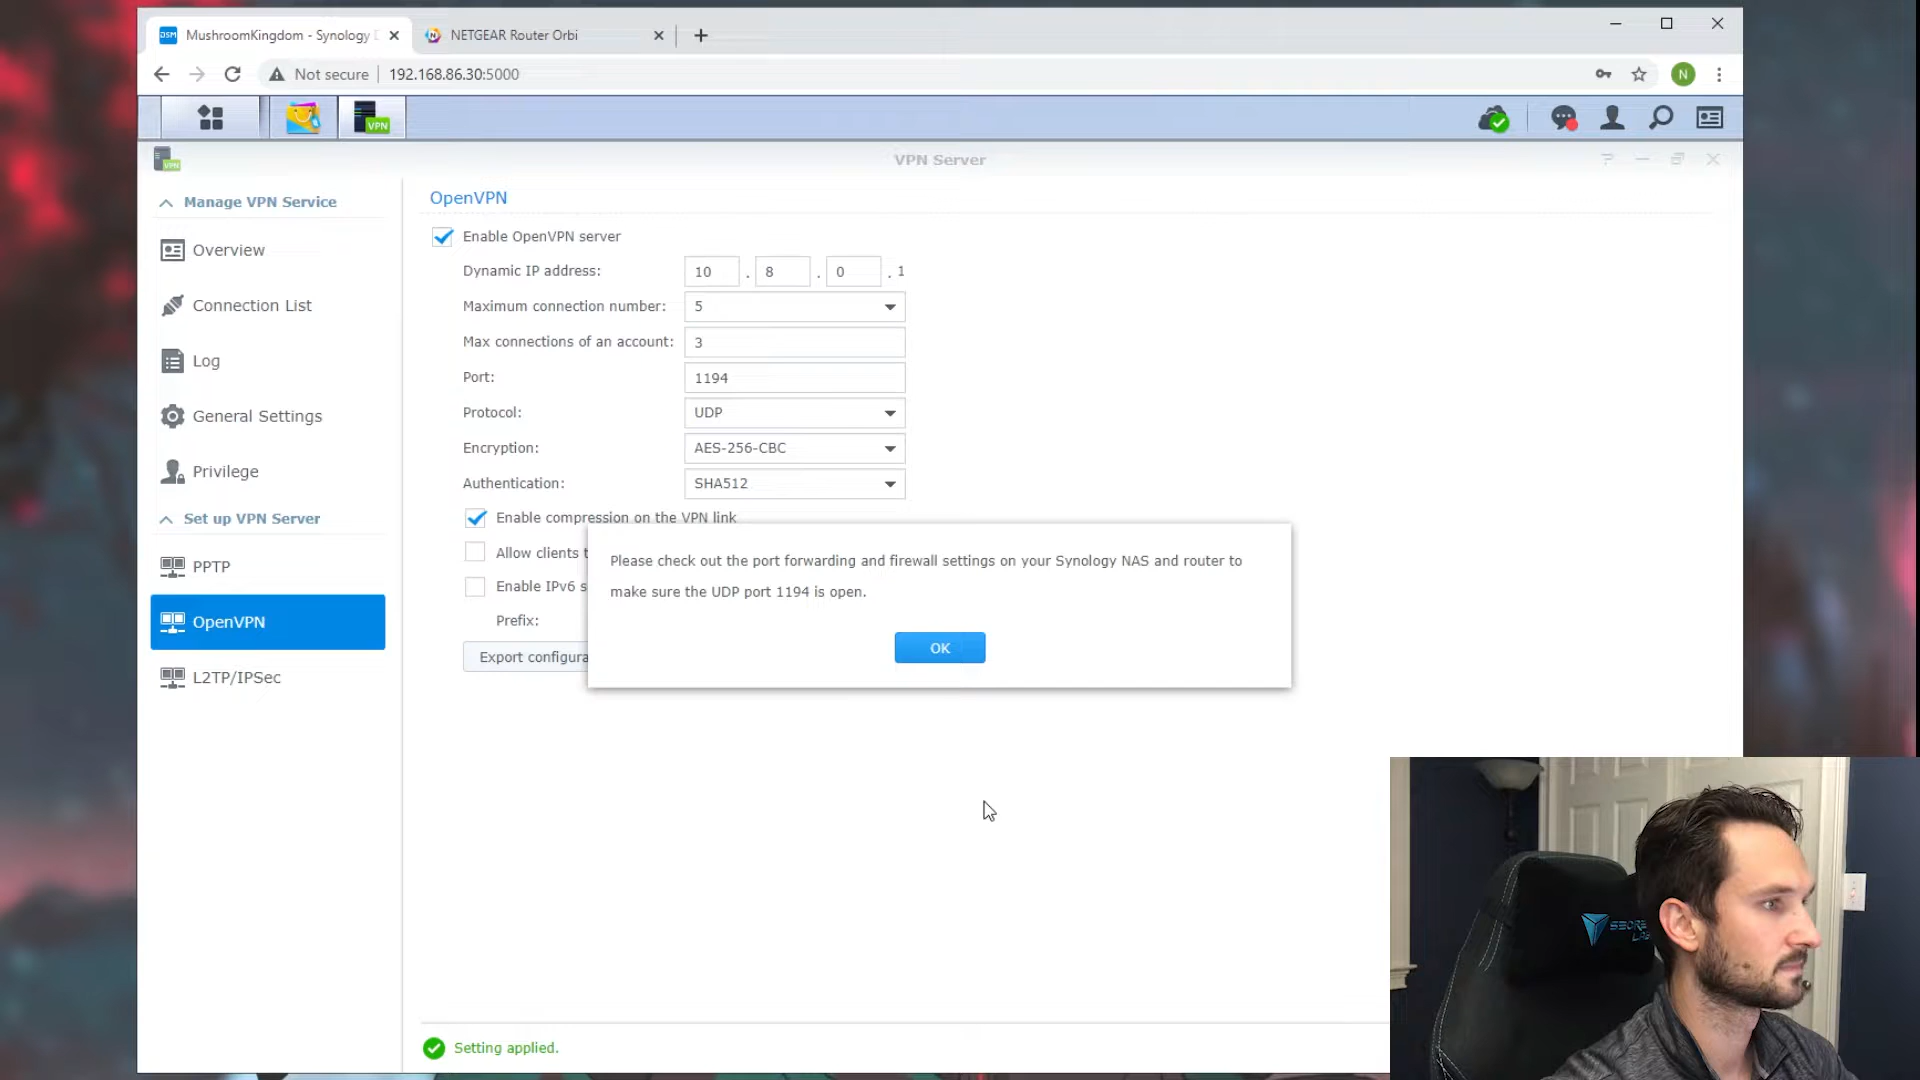 DSM MushroomKingdom - Synology
NETGEAR Router Orbi
Not secure
192.168.86.30:5000
N
VPN
VPN
VPN Server
Manage VPN Service
Overview
Connection List
Log
General Settings
Privilege
Set up VPN Server
PPTP
OpenVPN
L2TP/IPSec
OpenVPN
Enable OpenVPN server
Dynamic IP address: 10 . 8 . 0 . 1
Maximum connection number: 5
Max connections of an account: 3
Port: 1194
Protocol: UDP
Encryption: AES-256-CBC
Authentication: SHA512
Enable compression on the VPN link
Allow clients t
Enable IPv6 s
Prefix:
Export configura
Please check out the port forwarding and firewall settings on your Synology NAS and router to
make sure the UDP port 1194 is open.
OK
Setting applied.